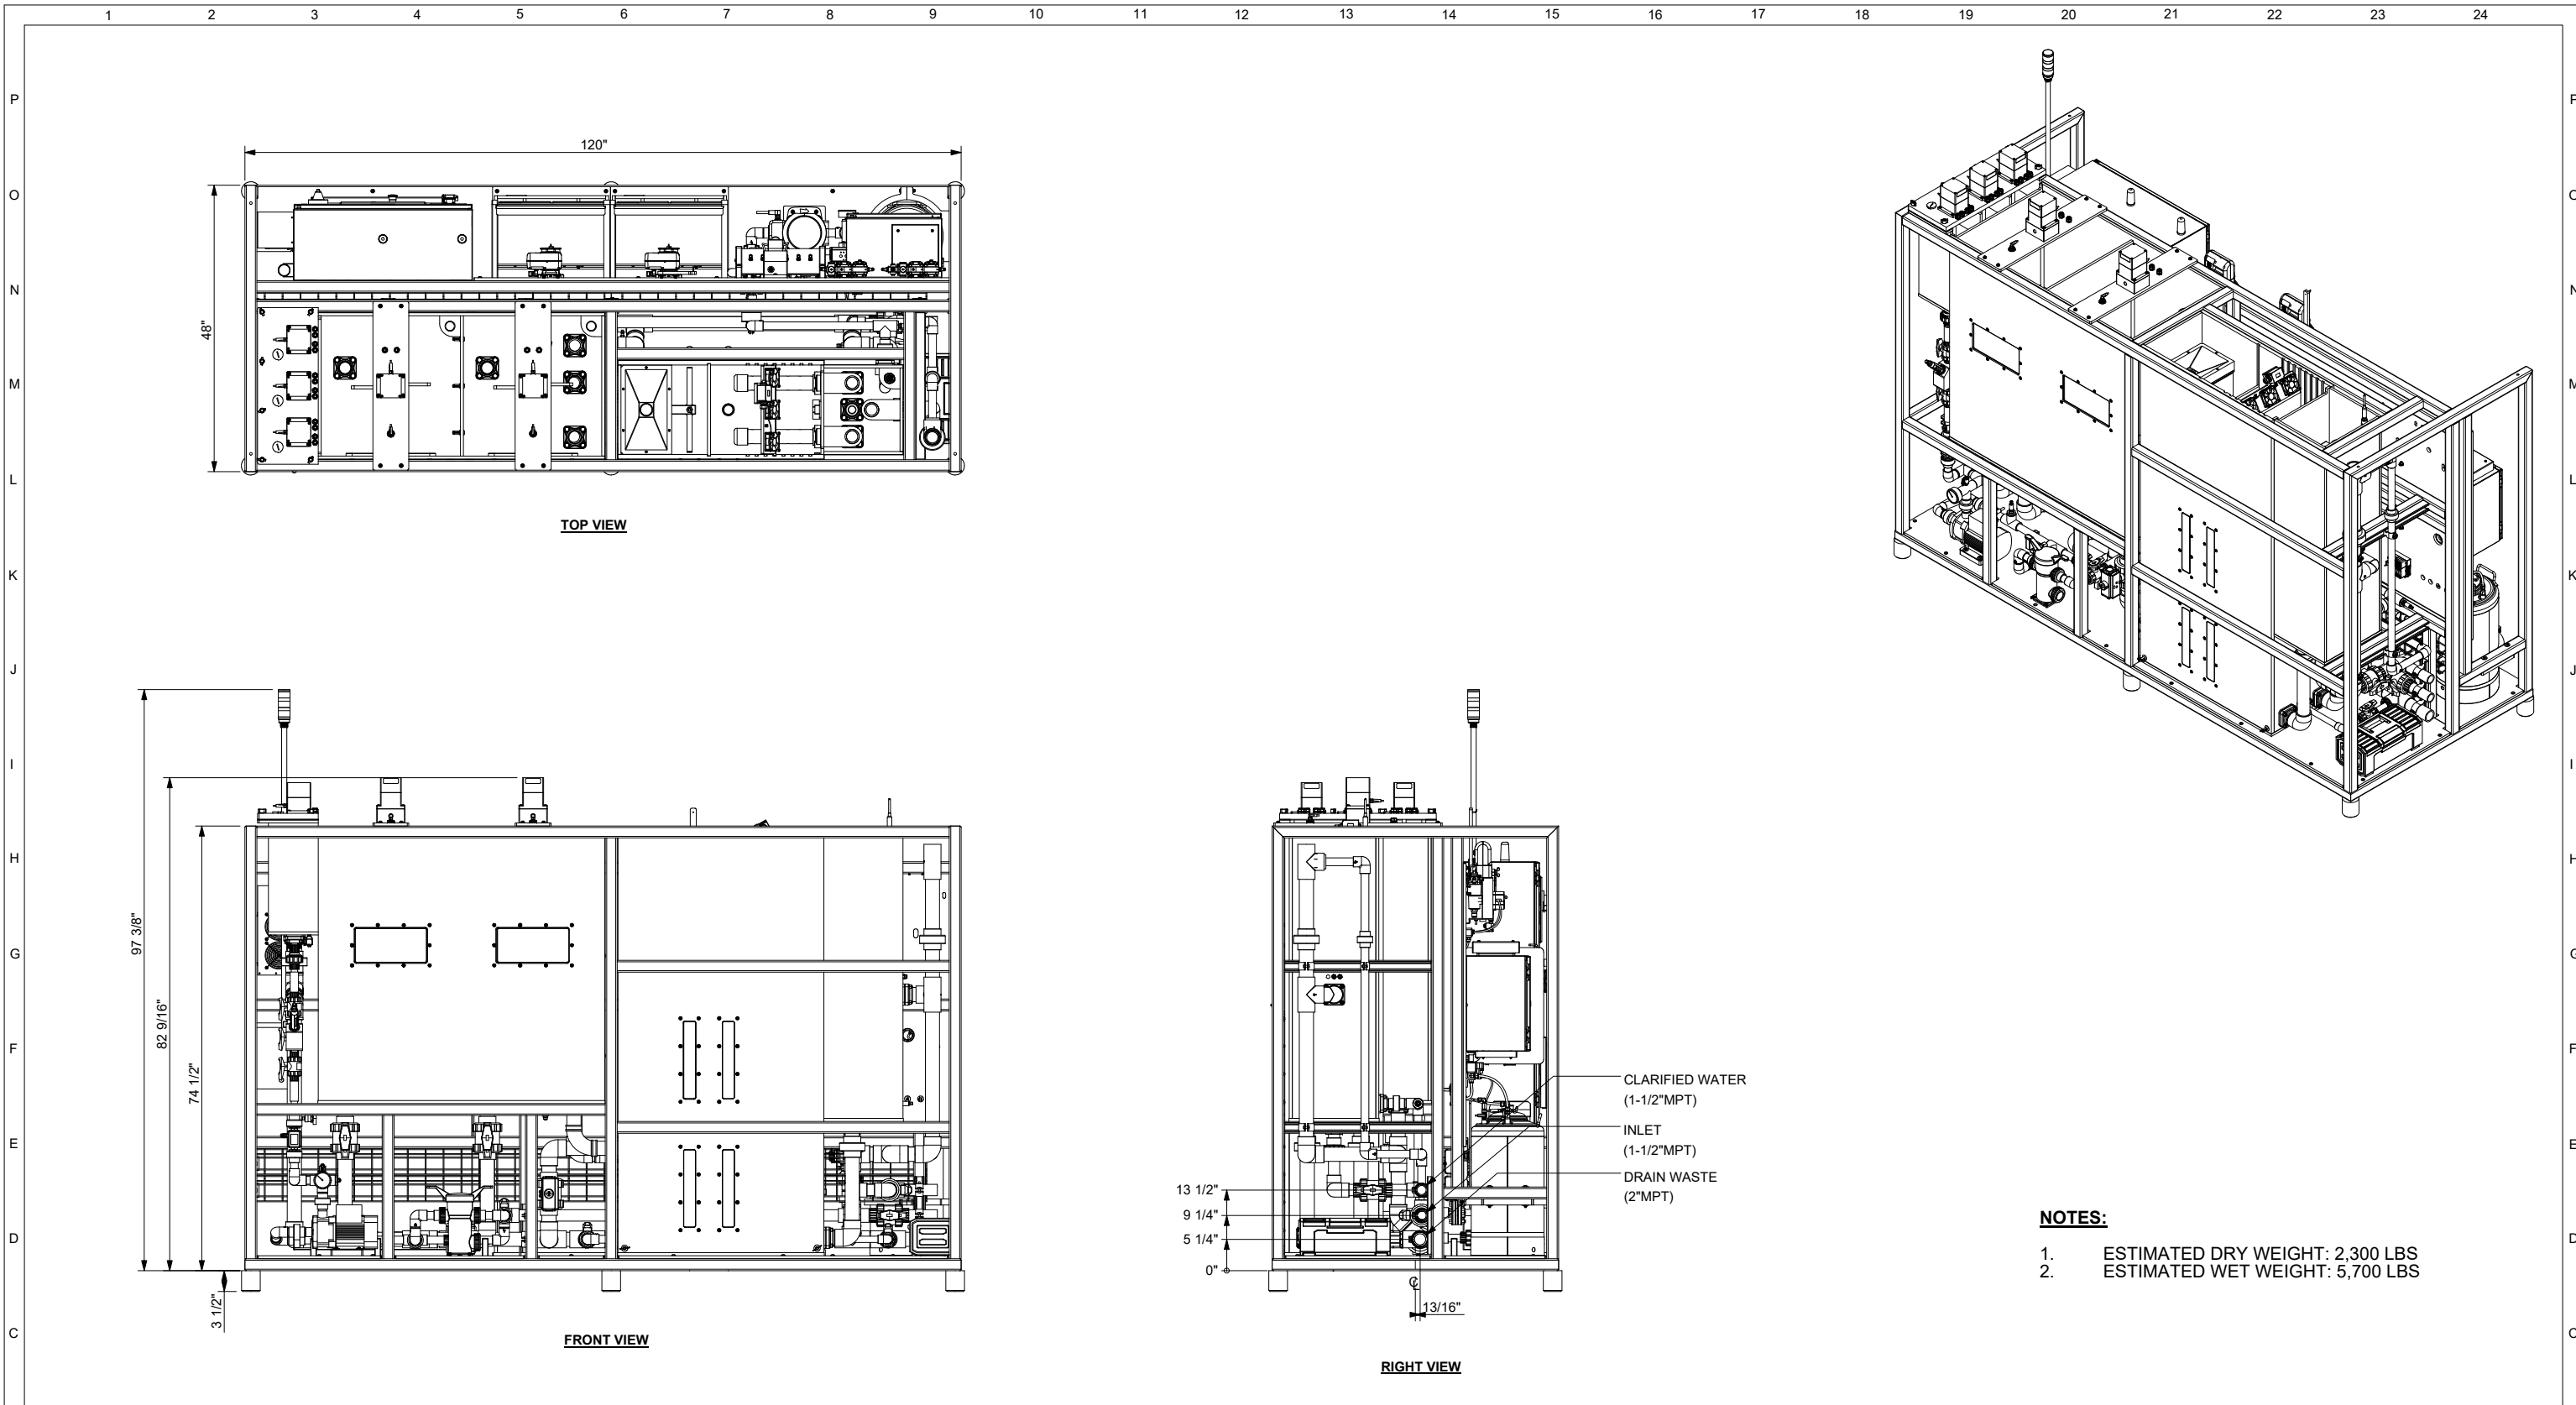 1 2 3 4 5 6 7 8 9 10 11 12 13 14 15 16 17 18 19 20 21 22 23 24
P
O
N
M
L
K
J
I
H
G
F
E
D
C
120"
48"
TOP VIEW
97 3/8"
82 9/16"
74 1/2"
3 1/2"
FRONT VIEW
CLARIFIED WATER
(1-1/2"MPT)
INLET
(1-1/2"MPT)
DRAIN WASTE
(2"MPT)
13 1/2"
9 1/4"
5 1/4"
0"
13/16"
RIGHT VIEW
NOTES:
1. ESTIMATED DRY WEIGHT: 2,300 LBS
2. ESTIMATED WET WEIGHT: 5,700 LBS